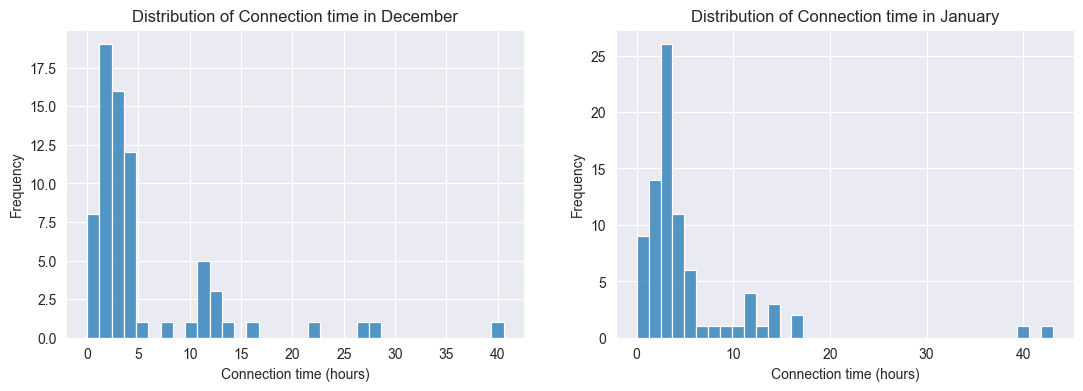 Distribution of Connection time in December
17.5
15.0
12.5
10.0
7.5
5.0
2.5
0.0
Frequency
0 5 10 15 20 25 30 35 40
Connection time (hours)
Distribution of Connection time in January
25
20
15
10
5
0
Frequency
0 10 20 30 40
Connection time (hours)